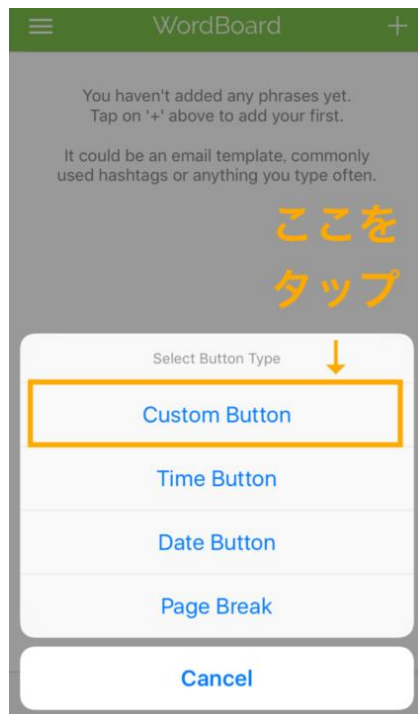 WordBoard +
You haven't added any phrases yet.
Tap on '+' above to add your first.
It could be an email template, commonly
used hashtags or anything you type often.
ここを
タップ
↓
Select Button Type
Custom Button
Time Button
Date Button
Page Break
Cancel